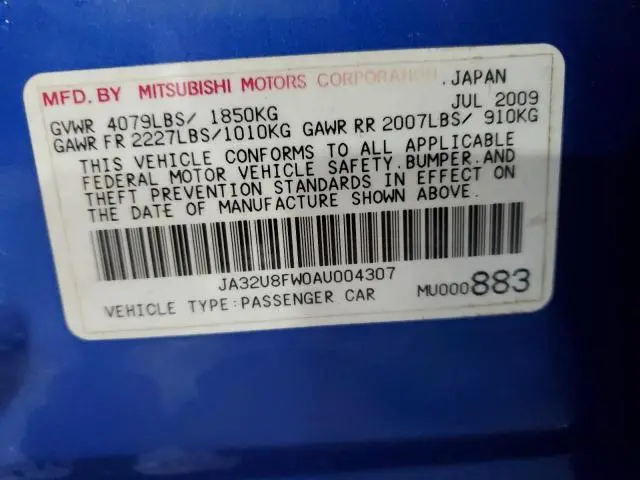 MFD. BY MITSUBISHI MOTORS CORPORATION. JAPAN
GVWR 4079LBS/ 1850KG JUL 2009
GAWR FR 2227LBS/1010KG GAWR RR 2007LBS/ 910KG
THIS VEHICLE CONFORMS TO ALL APPLICABLE
FEDERAL MOTOR VEHICLE SAFETY.BUMPER.AND
THEFT PREVENTION STANDARDS IN EFFECT ON
THE DATE OF MANUFACTURE SHOWN ABOVE.
JA32U8FW0AU004307
VEHICLE TYPE:PASSENGER CAR MU000883